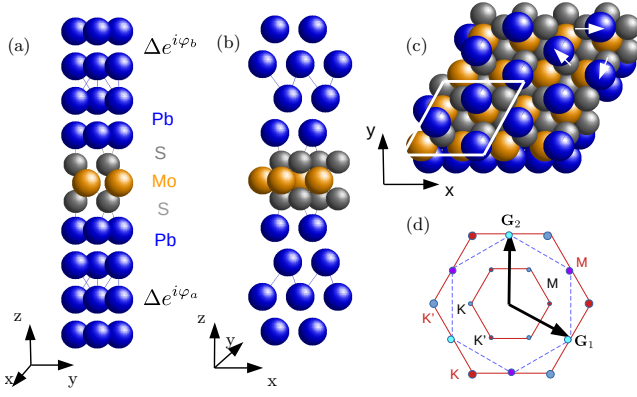 (a)
Δe^{iφ_b}
Pb
S
Mo
S
Pb
Δe^{iφ_a}
z
x
y
(b)
z
y
x
(c)
y
x
(d)
G₂
M
M
K
K'
K'
G₁
K